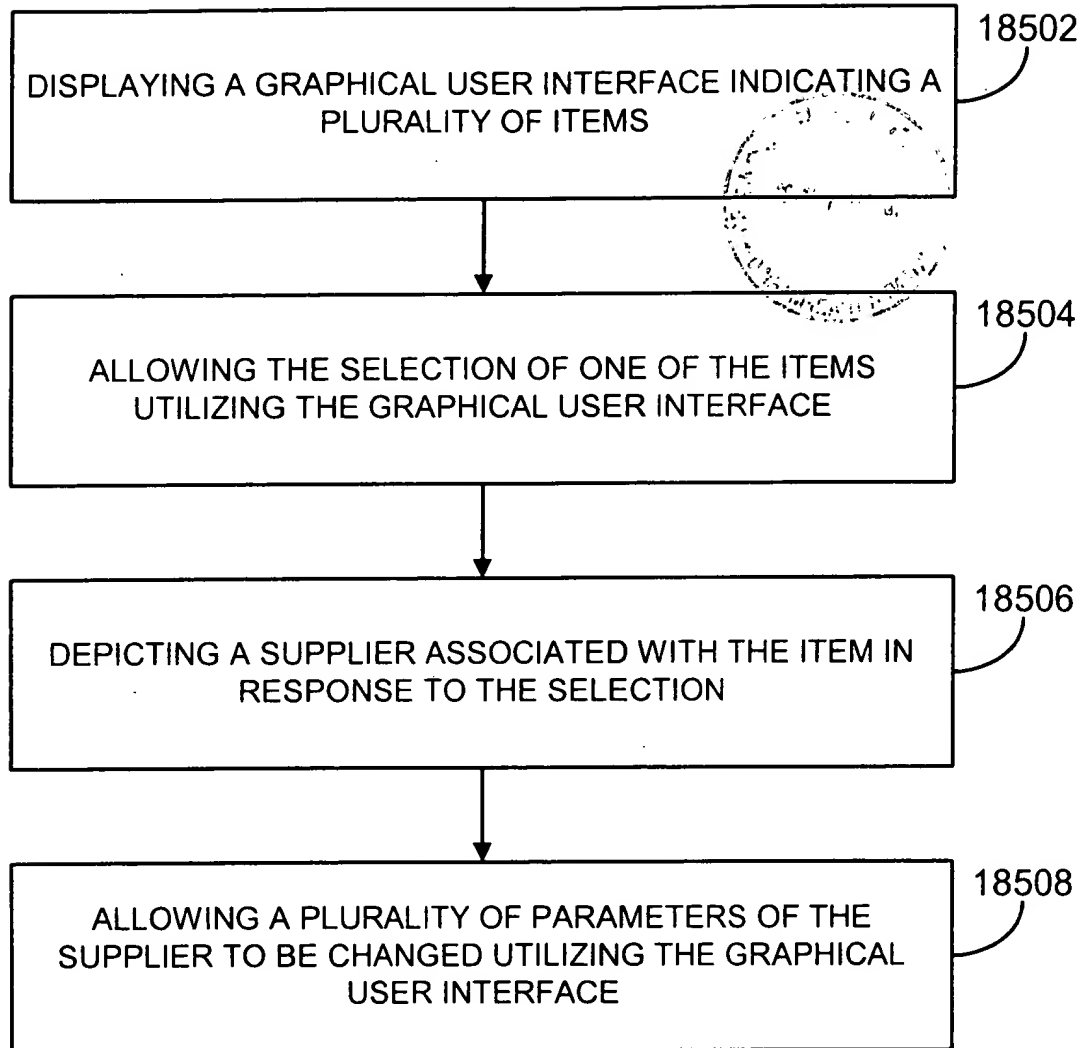 18502
DISPLAYING A GRAPHICAL USER INTERFACE INDICATING A
PLURALITY OF ITEMS
18504
ALLOWING THE SELECTION OF ONE OF THE ITEMS
UTILIZING THE GRAPHICAL USER INTERFACE
18506
DEPICTING A SUPPLIER ASSOCIATED WITH THE ITEM IN
RESPONSE TO THE SELECTION
18508
ALLOWING A PLURALITY OF PARAMETERS OF THE
SUPPLIER TO BE CHANGED UTILIZING THE GRAPHICAL
USER INTERFACE